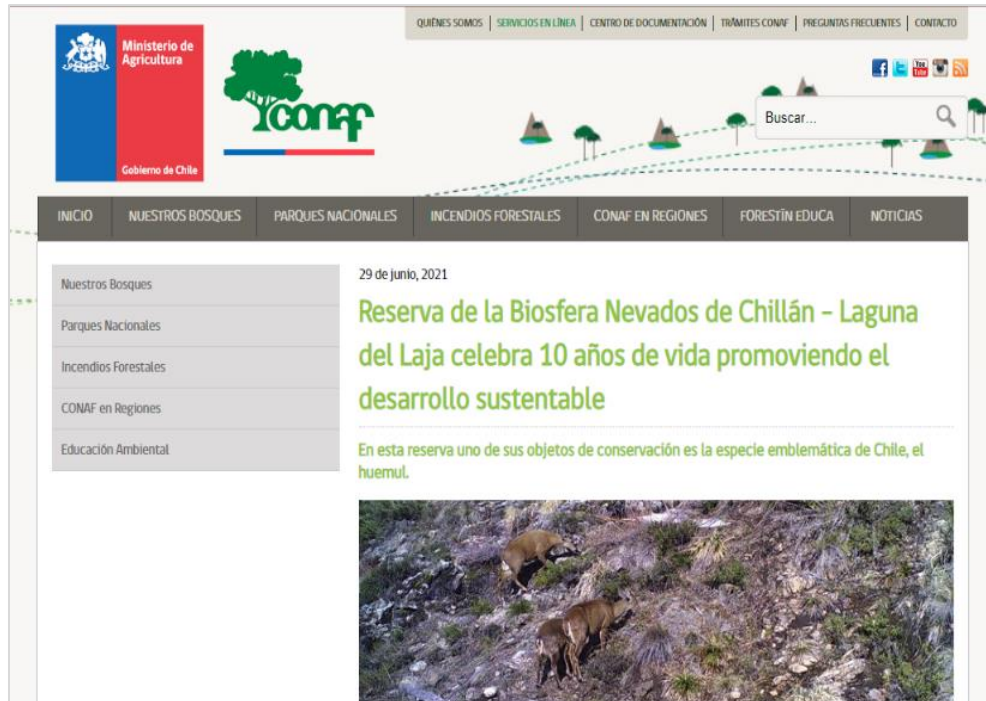 QUIÉNES SOMOS | SERVICIOS EN LÍNEA | CENTRO DE DOCUMENTACIÓN | TRÁMITES CONAF | PREGUNTAS FRECUENTES | CONTACTO
Ministerio de
Agricultura
Gobierno de Chile
CONAF
You
Tube
Buscar...
INICIO NUESTROS BOSQUES PARQUES NACIONALES INCENDIOS FORESTALES CONAF EN REGIONES FORESTÍN EDUCA NOTICIAS
Nuestros Bosques
Parques Nacionales
Incendios Forestales
CONAF en Regiones
Educación Ambiental
29 de junio, 2021
Reserva de la Biosfera Nevados de Chillán – Laguna
del Laja celebra 10 años de vida promoviendo el
desarrollo sustentable
En esta reserva uno de sus objetos de conservación es la especie emblemática de Chile, el
huemul.